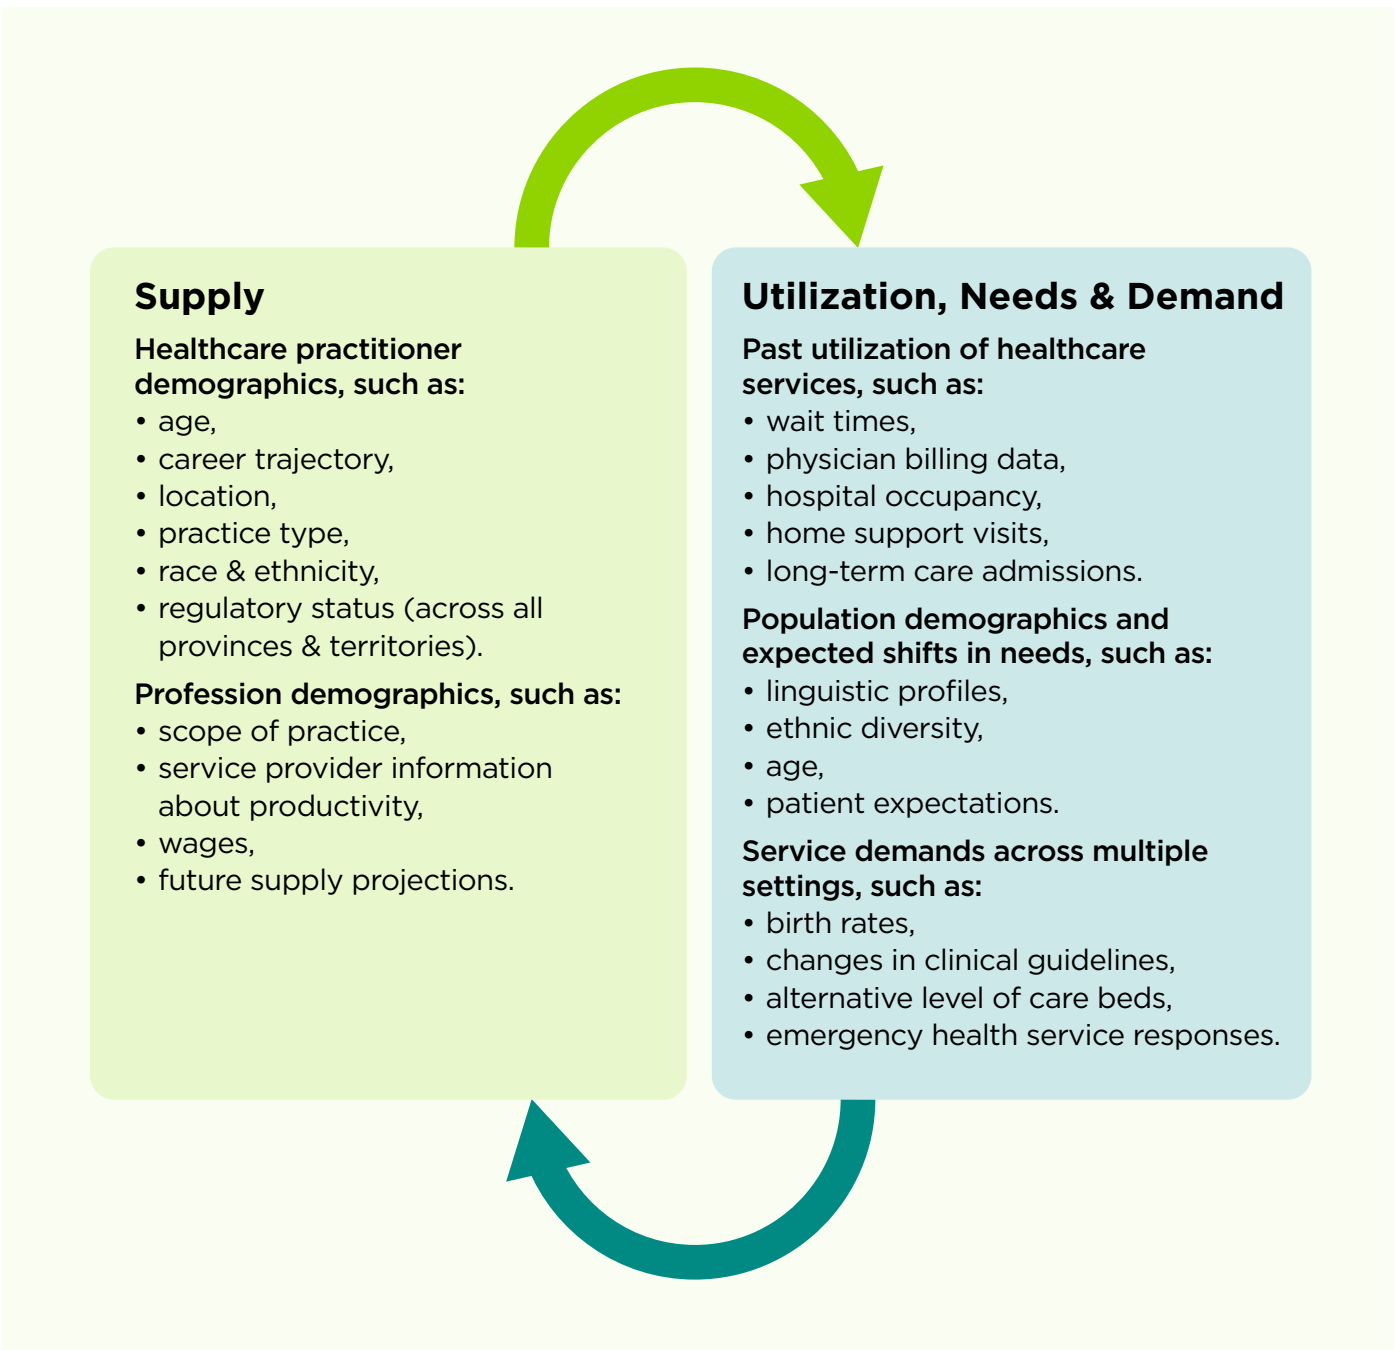 Supply
Healthcare practitioner
demographics, such as:
• age,
• career trajectory,
• location,
• practice type,
• race & ethnicity,
• regulatory status (across all
provinces & territories).
Profession demographics, such as:
• scope of practice,
• service provider information
about productivity,
• wages,
• future supply projections.
Utilization, Needs & Demand
Past utilization of healthcare
services, such as:
• wait times,
• physician billing data,
• hospital occupancy,
• home support visits,
• long-term care admissions.
Population demographics and
expected shifts in needs, such as:
• linguistic profiles,
• ethnic diversity,
• age,
• patient expectations.
Service demands across multiple
settings, such as:
• birth rates,
• changes in clinical guidelines,
• alternative level of care beds,
• emergency health service responses.